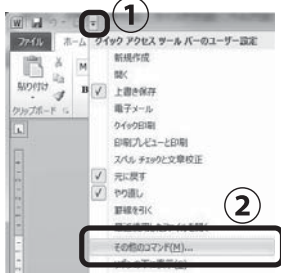 ①
ファイル ホーム クイック アクセス ツール バーのユーザー設定
新規作成
開く
上書き保存
電子メール
クイック印刷
印刷プレビューと印刷
スペル チェックと文章校正
元に戻す
やり直し
罫線を引く
②
その他のコマンド(M)...
貼り付け
クリップボード